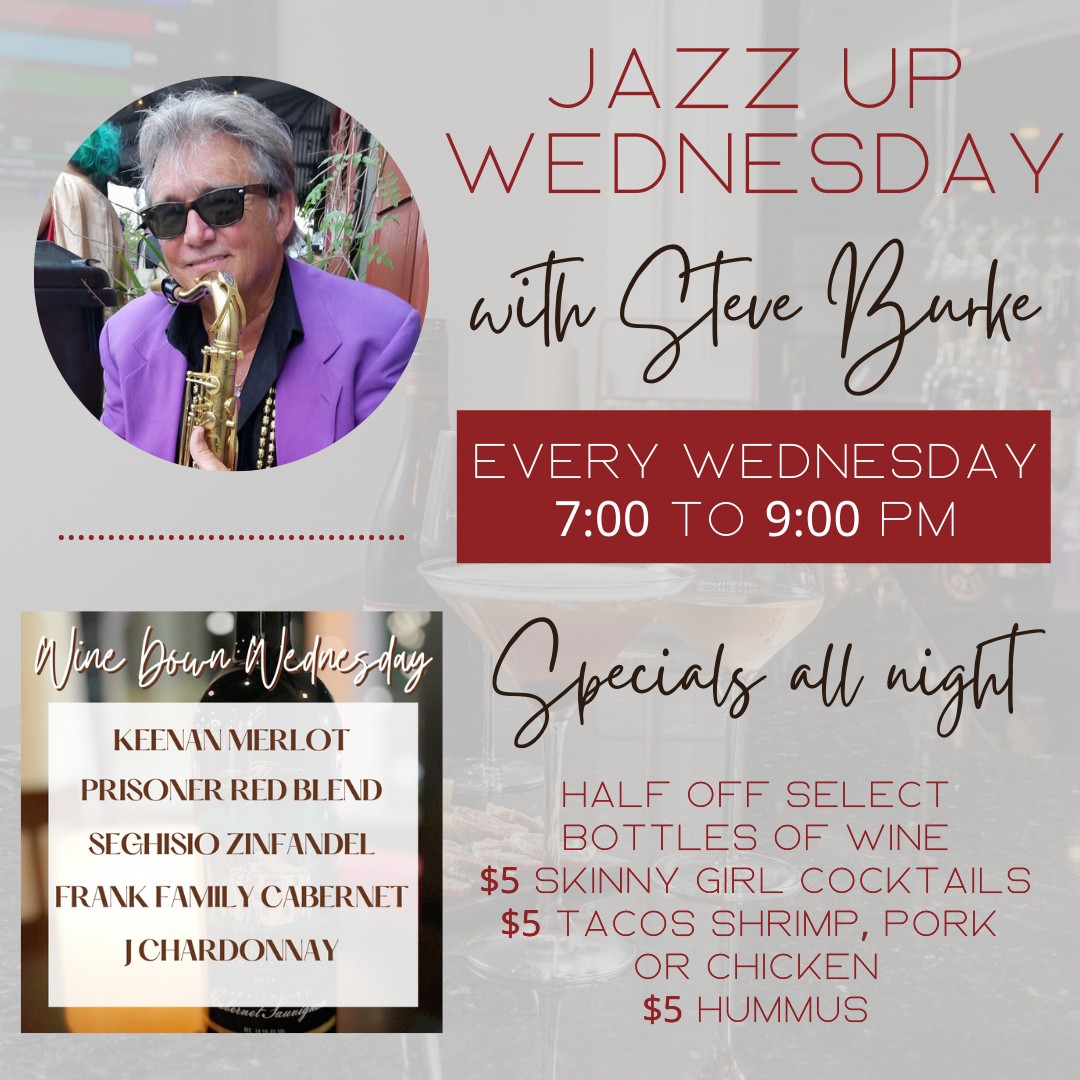 JAZZ UP
WEDNESDAY
with Steve Burke
EVERY WEDNESDAY
7:00 TO 9:00 PM
Wine Down Wednesday
KEENAN MERLOT
PRISONER RED BLEND
SEGHISIO ZINFANDEL
FRANK FAMILY CABERNET
J CHARDONNAY
Cabernet Sauvign
Specials all night
HALF OFF SELECT
BOTTLES OF WINE
$5 SKINNY GIRL COCKTAILS
$5 TACOS SHRIMP, PORK
OR CHICKEN
$5 HUMMUS